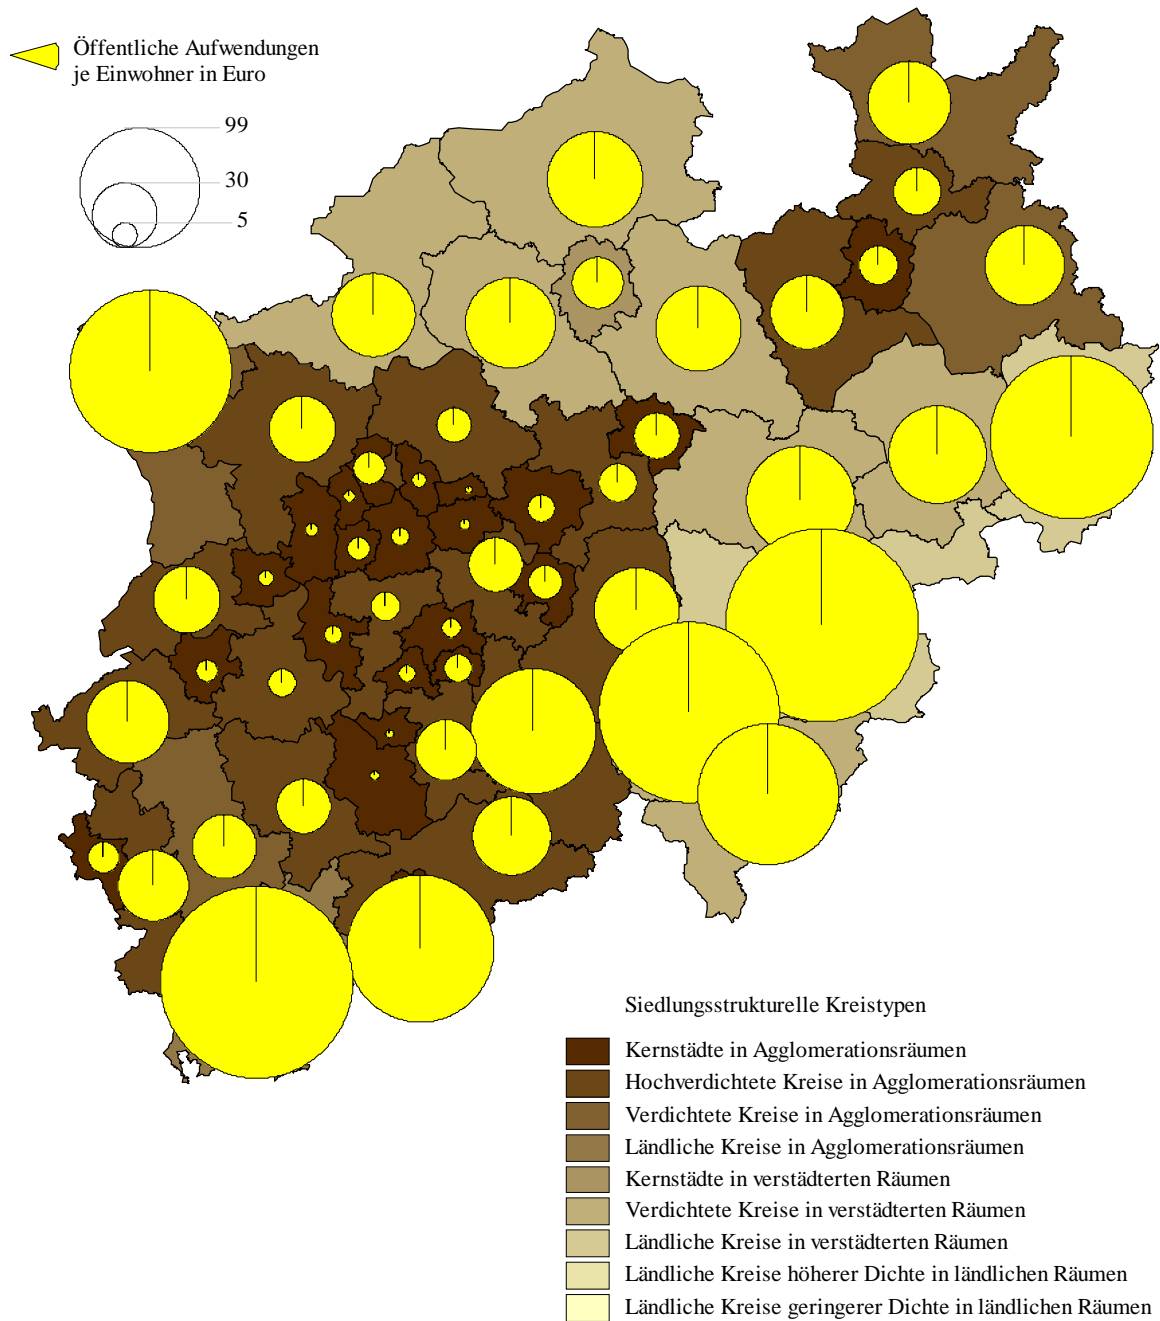 Öffentliche Aufwendungen
je Einwohner in Euro
99
30
5
Siedlungsstrukturelle Kreistypen
Kernstädte in Agglomerationsräumen
Hochverdichtete Kreise in Agglomerationsräumen
Verdichtete Kreise in Agglomerationsräumen
Ländliche Kreise in Agglomerationsräumen
Kernstädte in verstädterten Räumen
Verdichtete Kreise in verstädterten Räumen
Ländliche Kreise in verstädterten Räumen
Ländliche Kreise höherer Dichte in ländlichen Räumen
Ländliche Kreise geringerer Dichte in ländlichen Räumen